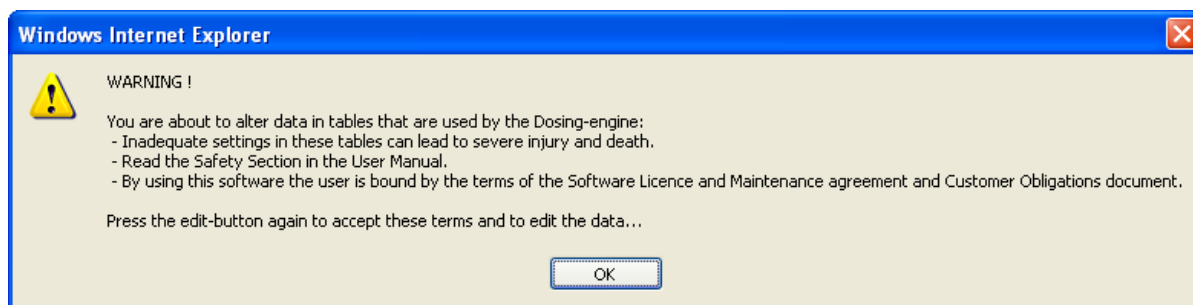 Windows Internet Explorer
WARNING !
You are about to alter data in tables that are used by the Dosing-engine:
- Inadequate settings in these tables can lead to severe injury and death.
- Read the Safety Section in the User Manual.
- By using this software the user is bound by the terms of the Software Licence and Maintenance agreement and Customer Obligations document.
Press the edit-button again to accept these terms and to edit the data...
OK